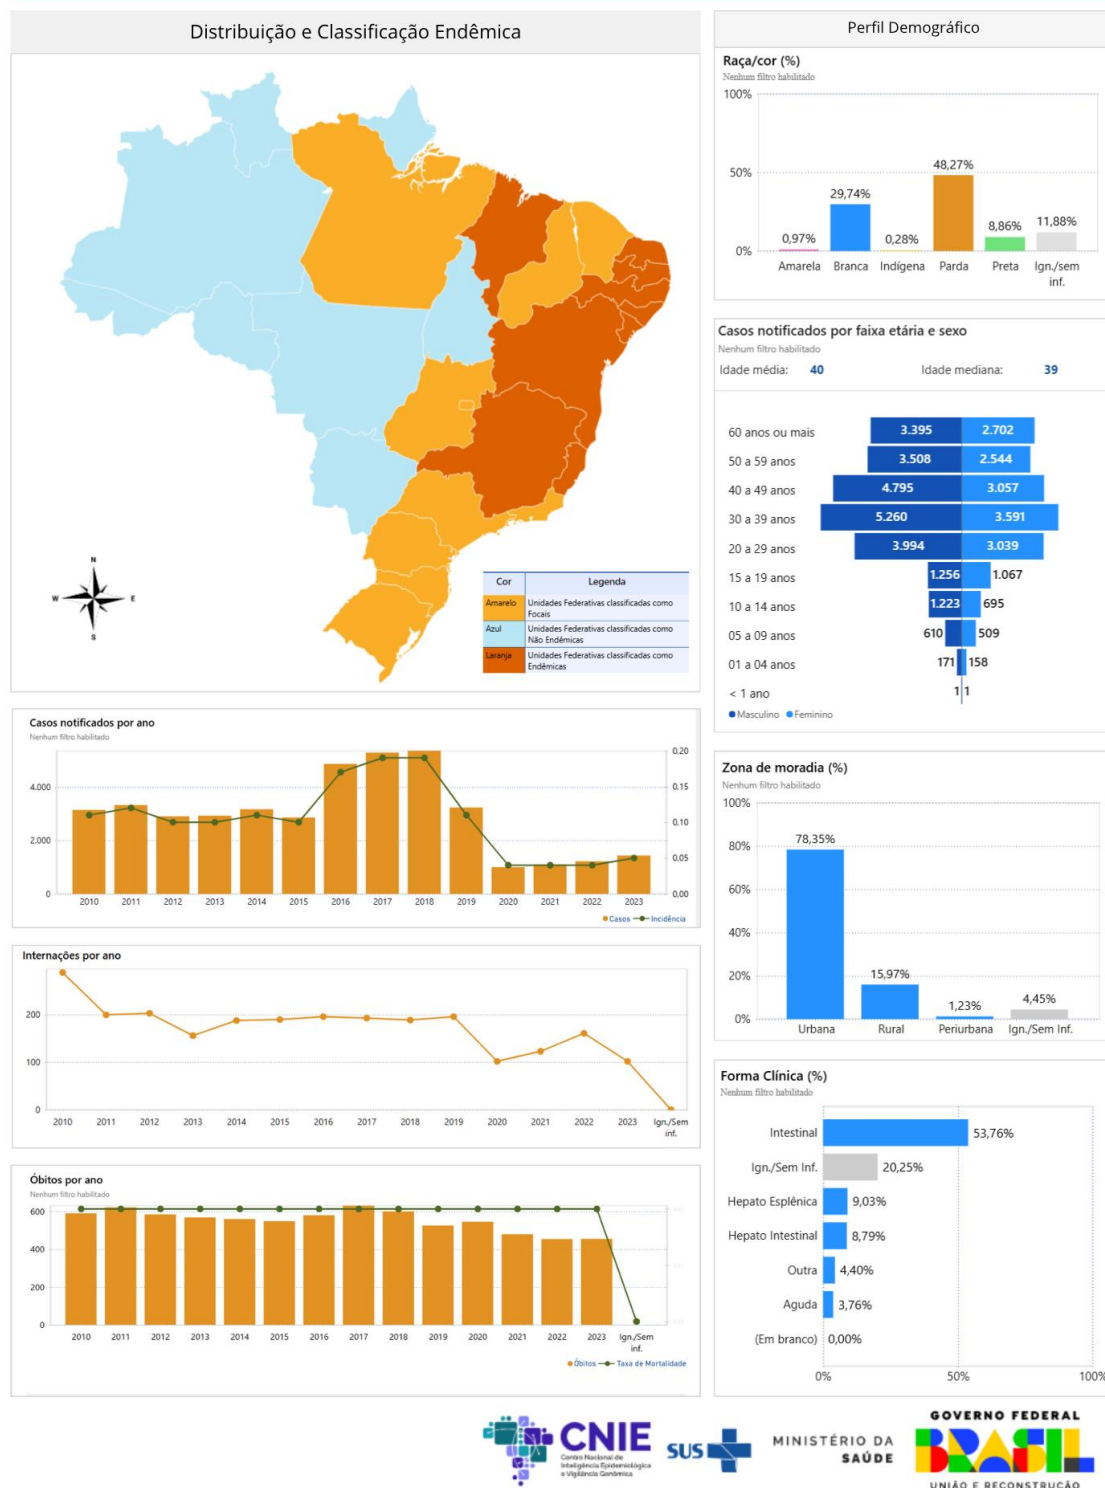 Distribuição e Classificação Endêmica
N
W
E
S
Cor
Legenda
Amarelo
Unidades Federativas classificadas como
Focais
Azul
Unidades Federativas classificadas como
Não Endêmicas
Laranja
Unidades Federativas classificadas como
Endêmicas
Casos notificados por ano
Nenhum filtro habilitado
4.000
2.000
0
0,20
0,15
0,10
0,05
0,00
2010 2011 2012 2013 2014 2015 2016 2017 2018 2019 2020 2021 2022 2023
Casos Incidência
Internações por ano
200
100
0
2010 2011 2012 2013 2014 2015 2016 2017 2018 2019 2020 2021 2022 2023 Ign./Sem
inf.
Óbitos por ano
Nenhum filtro habilitado
600
400
200
0
2010 2011 2012 2013 2014 2015 2016 2017 2018 2019 2020 2021 2022 2023 Ign./Sem
inf.
Óbitos Taxa de Mortalidade
Perfil Demográfico
Raça/cor (%)
Nenhum filtro habilitado
100%
50%
0%
0,97% 29,74% 0,28% 48,27% 8,86% 11,88%
Amarela Branca Indígena Parda Preta Ign./sem
inf.
Casos notificados por faixa etária e sexo
Nenhum filtro habilitado
Idade média: 40 Idade mediana: 39
60 anos ou mais 3.395 2.702
50 a 59 anos 3.508 2.544
40 a 49 anos 4.795 3.057
30 a 39 anos 5.260 3.591
20 a 29 anos 3.994 3.039
15 a 19 anos 1.256 1.067
10 a 14 anos 1.223 695
05 a 09 anos 610 509
01 a 04 anos 171 158
< 1 ano 1 1
Masculino Feminino
Zona de moradia (%)
Nenhum filtro habilitado
100%
80%
60%
40%
20%
0%
78,35% 15,97% 1,23% 4,45%
Urbana Rural Periurbana Ign./Sem Inf.
Forma Clínica (%)
Nenhum filtro habilitado
Intestinal 53,76%
Ign./Sem Inf. 20,25%
Hepato Esplênica 9,03%
Hepato Intestinal 8,79%
Outra 4,40%
Aguda 3,76%
(Em branco) 0,00%
0% 50% 100%
CNIE
Centro Nacional de
Inteligência Epidemiológica
e Vigilância Genômica
SUS
MINISTÉRIO DA
SAÚDE
GOVERNO FEDERAL
BRASIL
UNIÃO E RECONSTRUÇÃO